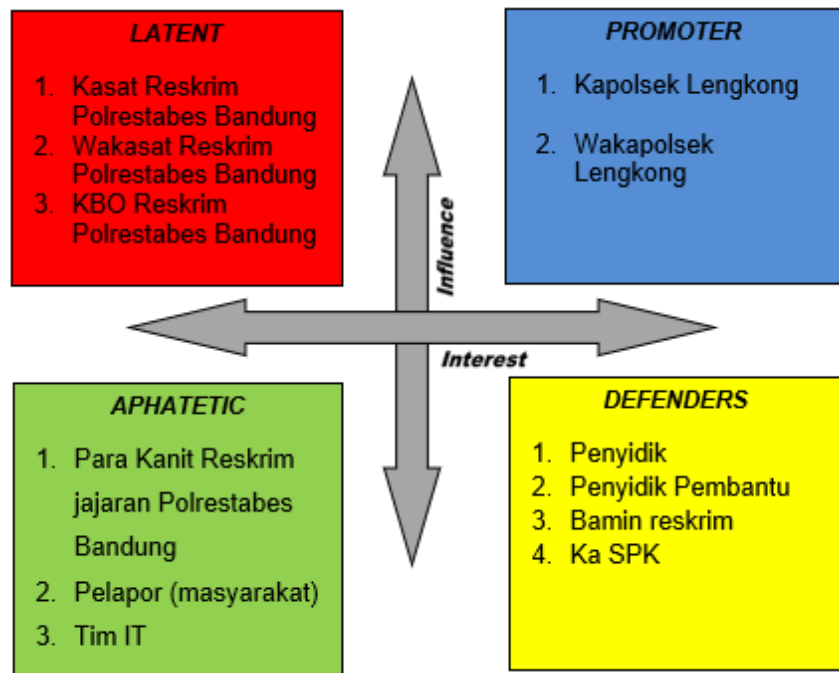 LATENT
1. Kasat Reskrim
Polrestabes Bandung
2. Wakasat Reskrim
Polrestabes Bandung
3. KBO Reskrim
Polrestabes Bandung
PROMOTER
1. Kapolsek Lengkong
2. Wakapolsek
Lengkong
Influence
Interest
APHATETIC
1. Para Kanit Reskrim
jajaran Polrestabes
Bandung
2. Pelapor (masyarakat)
3. Tim IT
DEFENDERS
1. Penyidik
2. Penyidik Pembantu
3. Bamin reskrim
4. Ka SPK